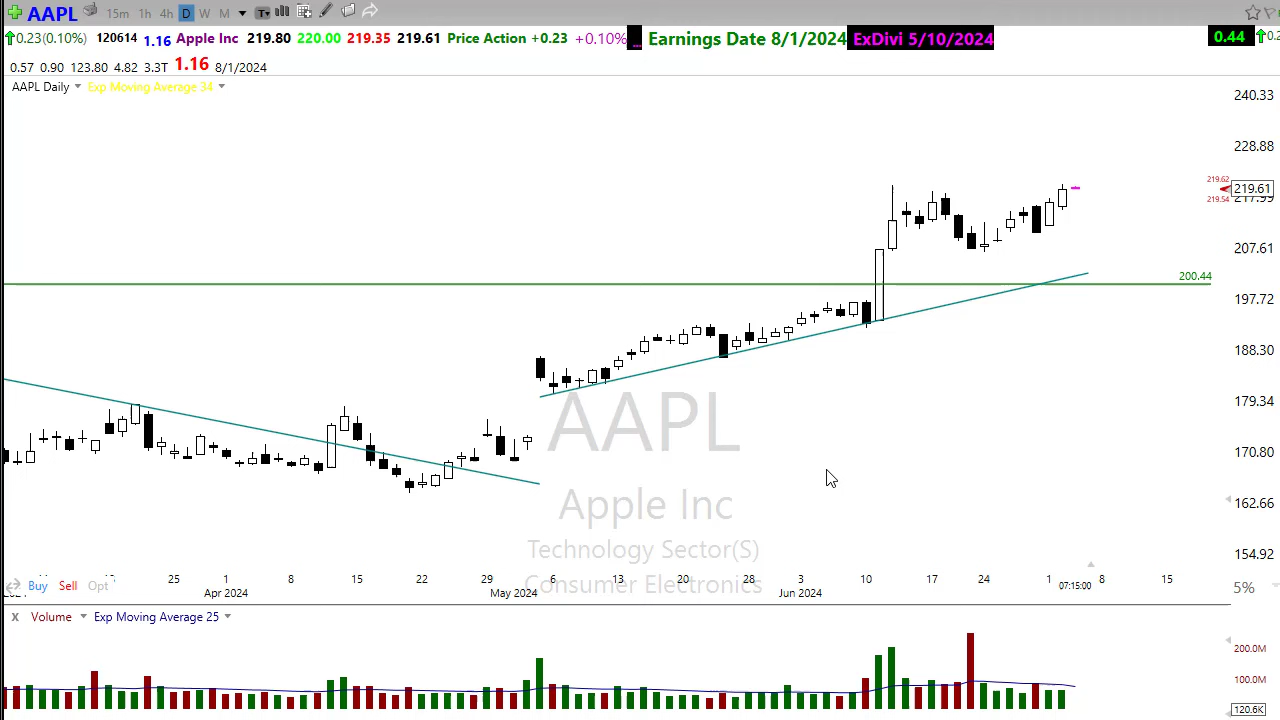 AAPL 15m 1h 4h D W M
0.23(0.10%) 120614 1.16 Apple Inc 219.80 220.00 219.35 219.61 Price Action +0.23 +0.10% ... Earnings Date 8/1/2024 ExDivi 5/10/2024 0.44
0.57 0.90 123.80 4.82 3.3T 1.16 8/1/2024
AAPL Daily Exp Moving Average 34
240.33
228.88
219.62
219.61
219.54
207.61
200.44
197.72
188.30
179.34
AAPL
170.80
Apple Inc
162.66
Technology Sector(S)
154.92
Consumer Electronics
Buy Sell Opt
25 1 8 15 22 29 6 13 20 28 10 17 24 1 8 15
5%
Apr 2024 May 2024 Jun 2024 07:15:00
X Volume Exp Moving Average 25
200.0M
100.0M
120.6K